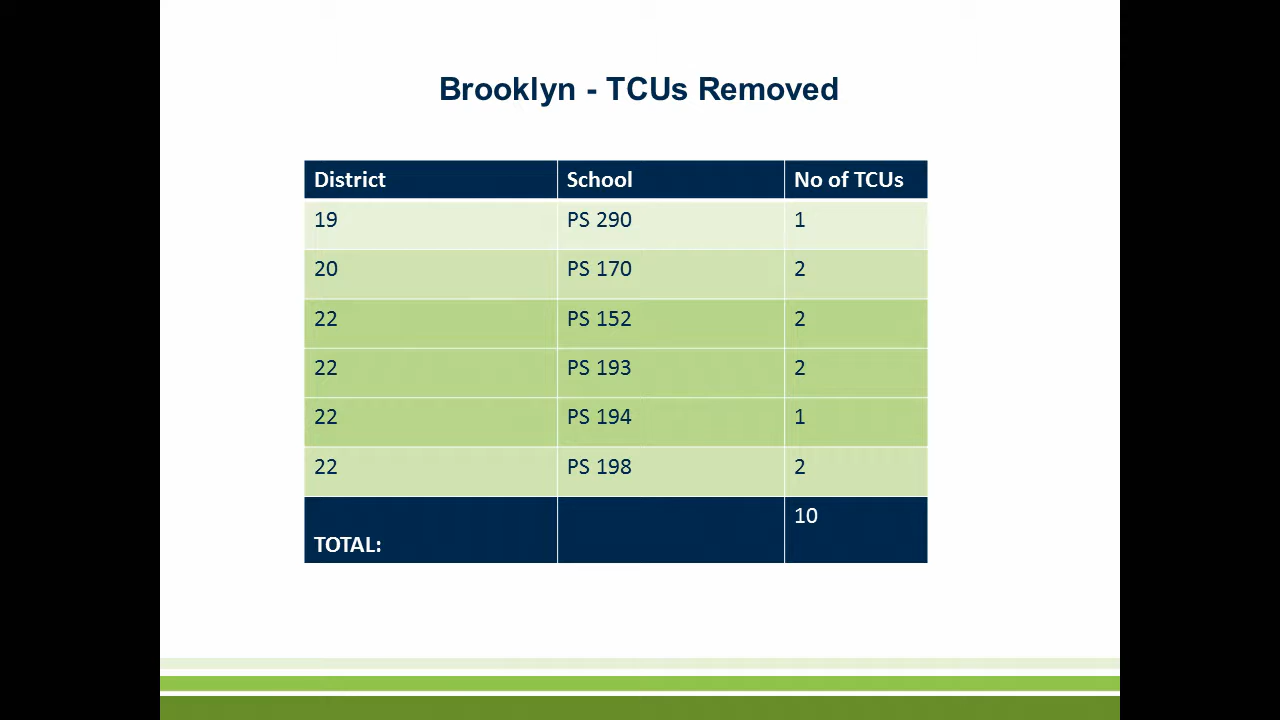 Brooklyn - TCUs Removed
District School No of TCUs
19 PS 290 1
20 PS 170 2
22 PS 152 2
22 PS 193 2
22 PS 194 1
22 PS 198 2
10
TOTAL: